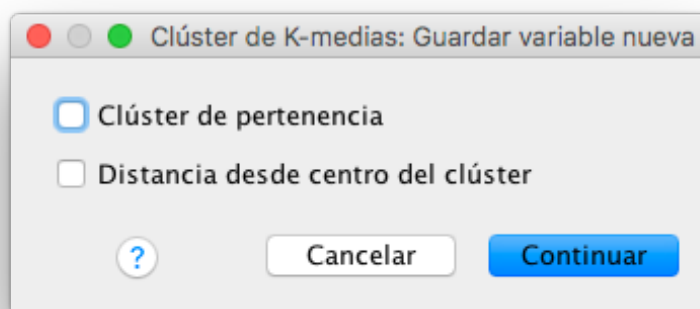 Clúster de K-medias: Guardar variable nueva
Clúster de pertenencia
Distancia desde centro del clúster
? Cancelar Continuar